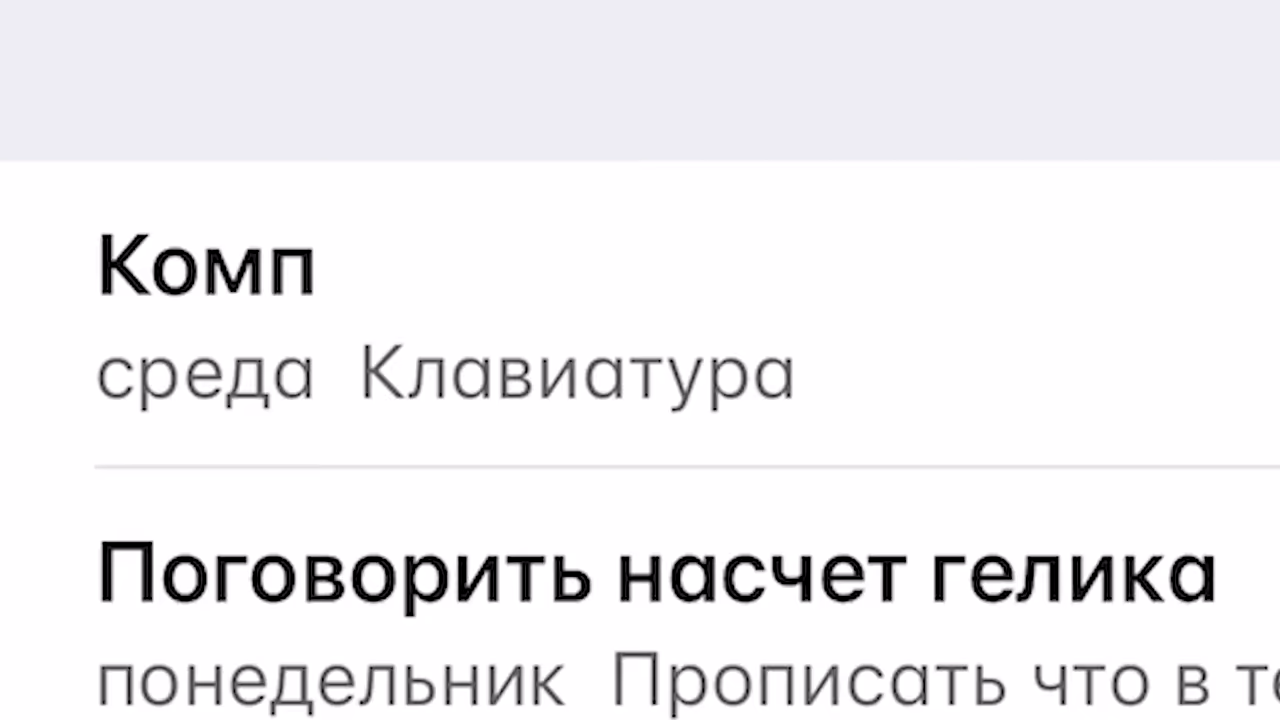 Комп
среда Клавиатура
Поговорить насчет гелика
понедельник Прописать что в